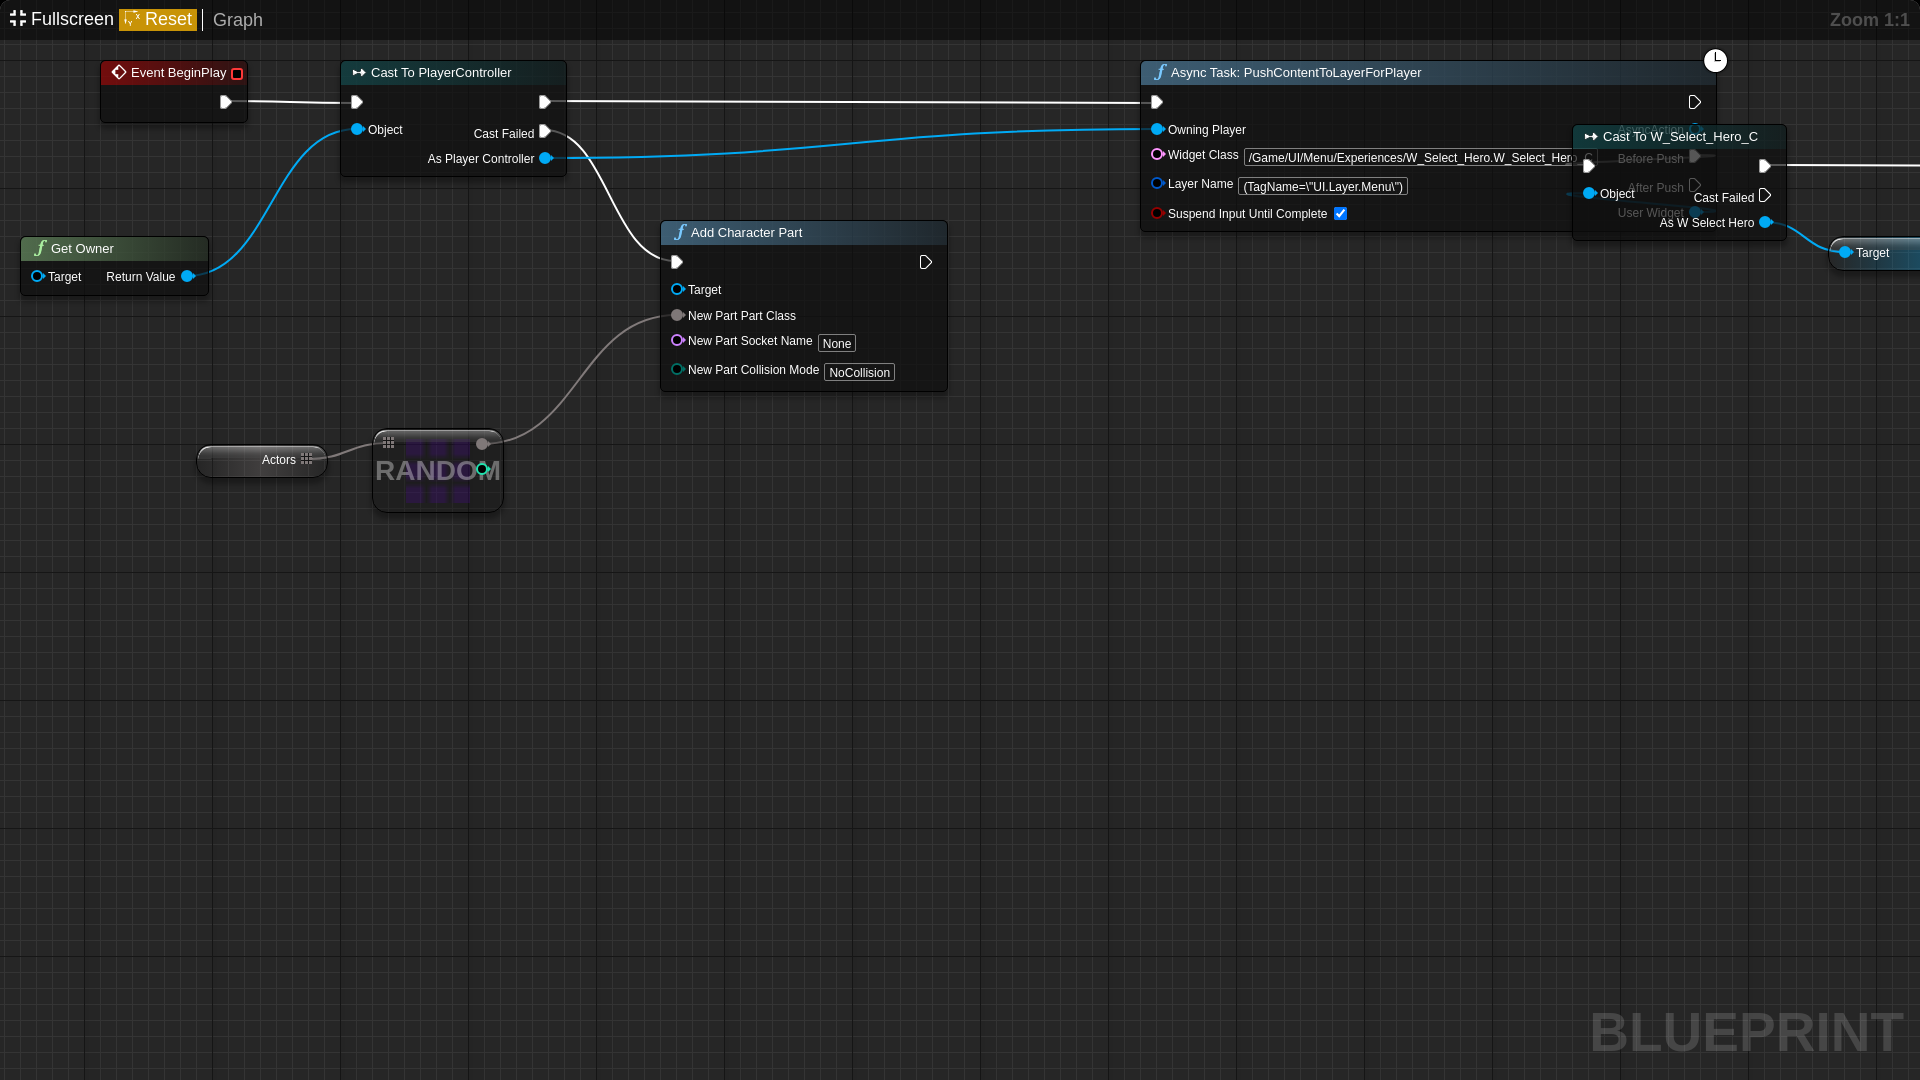 Fullscreen Reset Graph
Zoom 1:1
Event BeginPlay
Cast To PlayerController
Object
Cast Failed
As Player Controller
Get Owner
Target Return Value
Add Character Part
Target
New Part Part Class
New Part Socket Name None
New Part Collision Mode NoCollision
Actors
RANDOM
Async Task: PushContentToLayerForPlayer
Owning Player
AsyncAction
Widget Class /Game/UI/Menu/Experiences/W_Select_Hero.W_Select_Hero_C
Before Push
Layer Name (TagName=\"UI.Layer.Menu\")
After Push
Suspend Input Until Complete
User Widget
Cast To W_Select_Hero_C
Object
Cast Failed
As W Select Hero
Target
BLUEPRINT